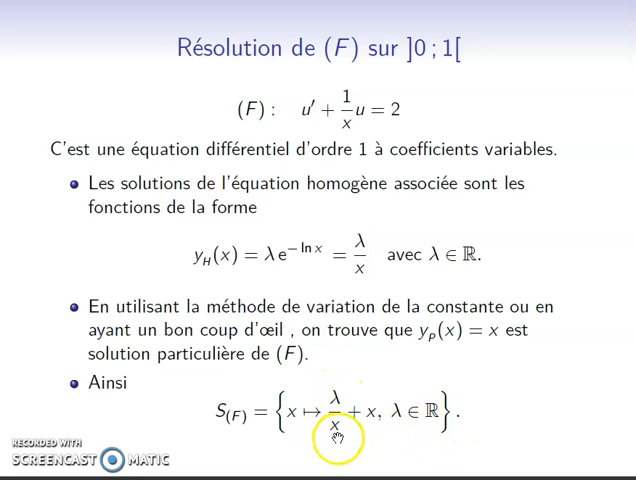 Résolution de (F) sur ]0 ; 1[
(F) : u′ + 1/x u = 2
C'est une équation différentiel d'ordre 1 à coefficients variables.
Les solutions de l'équation homogène associée sont les
fonctions de la forme
y_H(x) = λ e^(− ln x) = λ/x avec λ ∈ ℝ.
En utilisant la méthode de variation de la constante ou en
ayant un bon coup d'œil , on trouve que y_P(x) = x est
solution particulière de (F).
Ainsi
S_(F) = { x ↦ λ/x + x, λ ∈ ℝ } .
RECORDED WITH
SCREENCAST MATIC